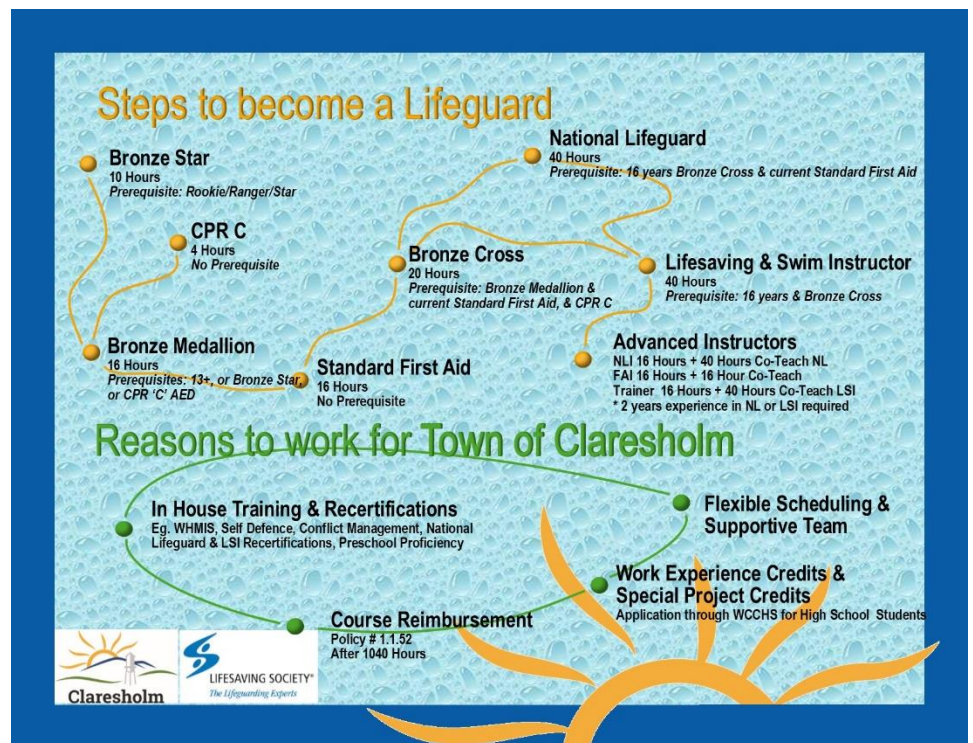 Steps to become a Lifeguard
Bronze Star
10 Hours
Prerequisite: Rookie/Ranger/Star
CPR C
4 Hours
No Prerequisite
Bronze Medallion
16 Hours
Prerequisites: 13+, or Bronze Star,
or CPR 'C' AED
Standard First Aid
16 Hours
No Prerequisite
Bronze Cross
20 Hours
Prerequisite: Bronze Medallion &
current Standard First Aid, & CPR C
National Lifeguard
40 Hours
Prerequisite: 16 years Bronze Cross & current Standard First Aid
Lifesaving & Swim Instructor
40 Hours
Prerequisite: 16 years & Bronze Cross
Advanced Instructors
NLI 16 Hours + 40 Hours Co-Teach NL
FAI 16 Hours + 16 Hour Co-Teach
Trainer 16 Hours + 40 Hours Co-Teach LSI
* 2 years experience in NL or LSI required
Reasons to work for Town of Claresholm
In House Training & Recertifications
Eg. WHMIS, Self Defence, Conflict Management, National
Lifeguard & LSI Recertifications, Preschool Proficiency
Flexible Scheduling &
Supportive Team
Work Experience Credits &
Special Project Credits
Application through WCCHS for High School Students
Course Reimbursement
Policy # 1.1.52
After 1040 Hours
Claresholm
LIFESAVING SOCIETY®
The Lifeguarding Experts